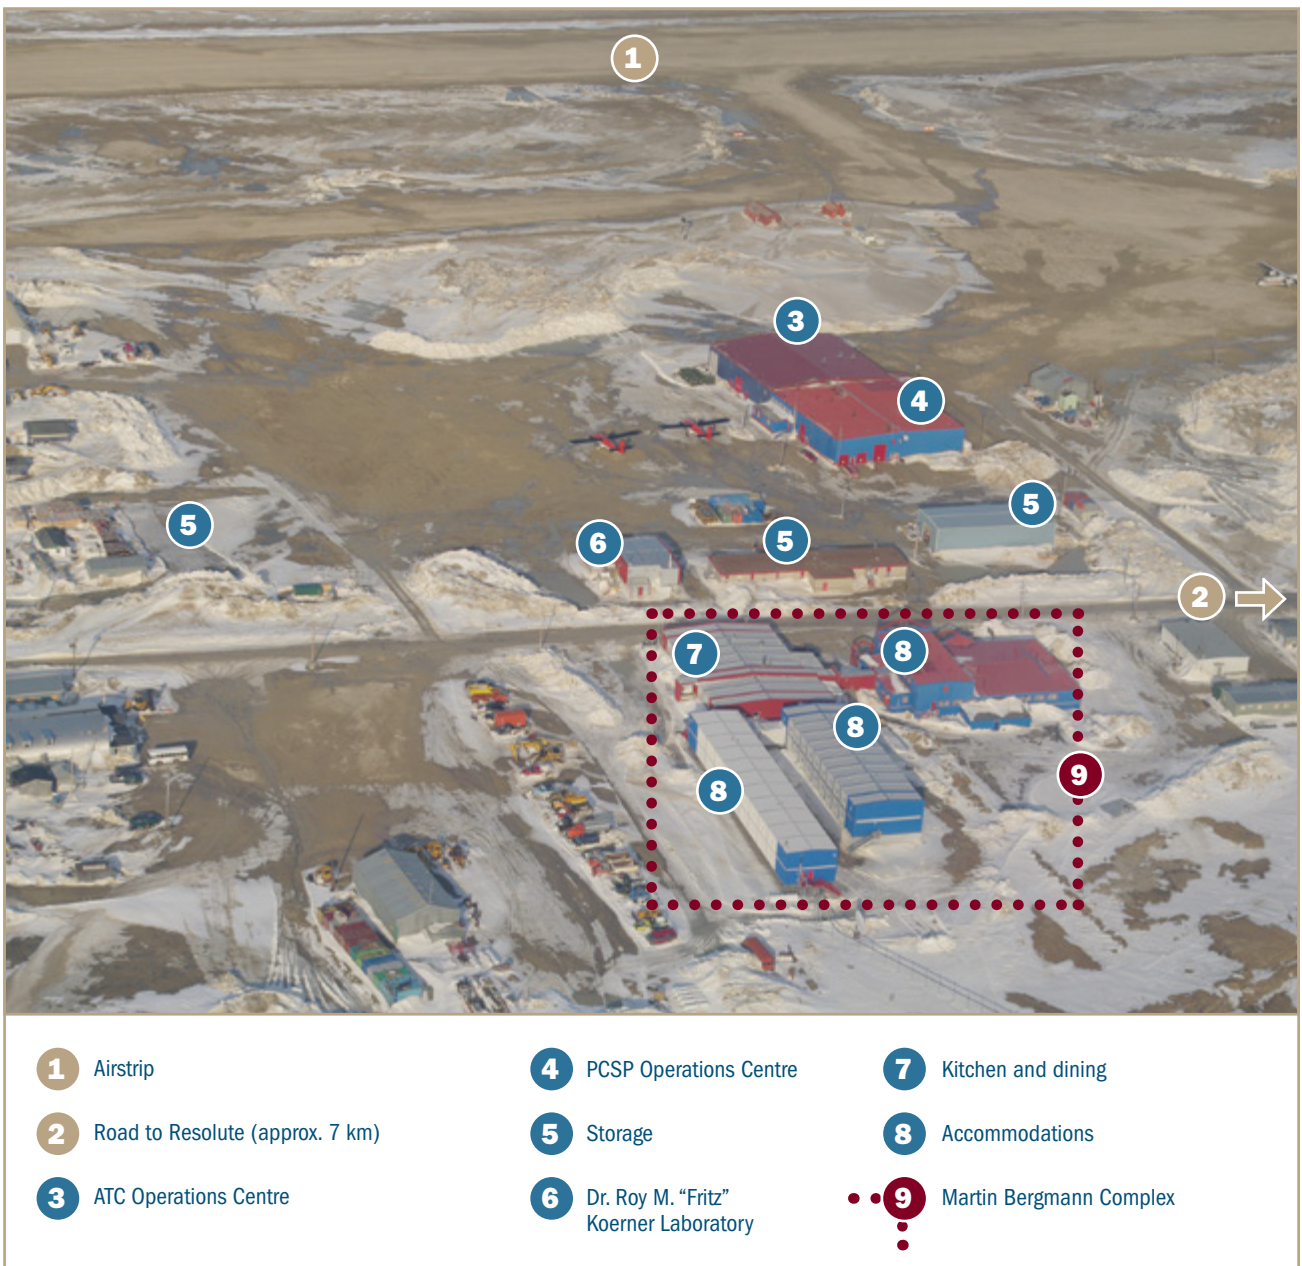 1
3
4
5
5
6
5
2
7
8
8
8
9
1 Airstrip
2 Road to Resolute (approx. 7 km)
3 ATC Operations Centre
4 PCSP Operations Centre
5 Storage
6 Dr. Roy M. “Fritz”
Koerner Laboratory
7 Kitchen and dining
8 Accommodations
9 Martin Bergmann Complex